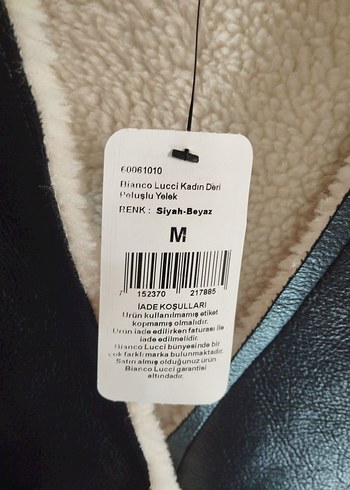 60061010
Bianco Lucci Kadın Deri
Peluşlu Yelek
RENK : Siyah-Beyaz
M
7 152370 217885
İADE KOŞULLARI
Ürün kullanılmamış etiket
kopmamış olmalıdır.
Ürün iade edilirken faturası ile
iade edilmelidir.
Bianco Lucci bünyesinde bir
çok farklı marka bulunmaktadır.
Satın almış olduğunuz ürün
Bianco Lucci garantisi
altındadır.